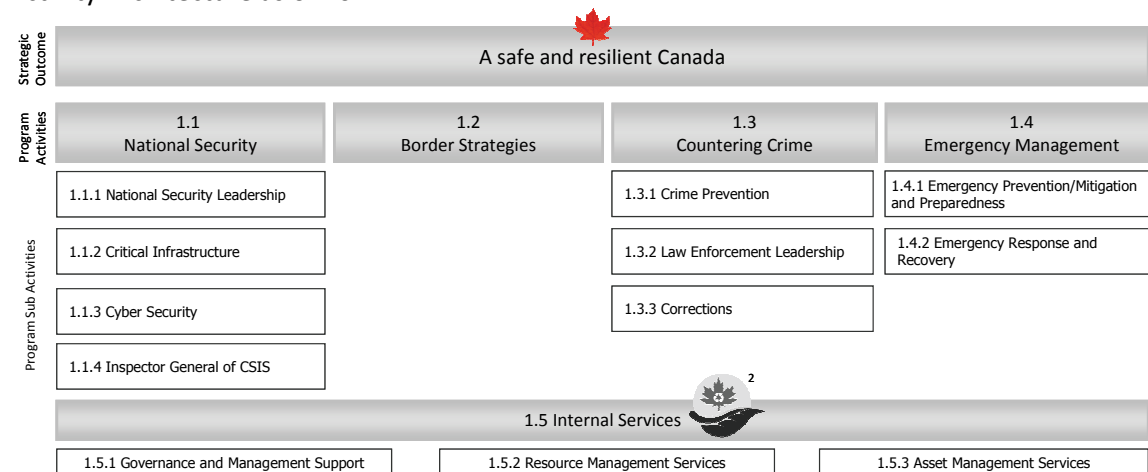 Strategic
Outcome
A safe and resilient Canada
Program
Activities
1.1
National Security
1.2
Border Strategies
1.3
Countering Crime
1.4
Emergency Management
Program Sub Activities
1.1.1 National Security Leadership
1.1.2 Critical Infrastructure
1.1.3 Cyber Security
1.1.4 Inspector General of CSIS
1.3.1 Crime Prevention
1.3.2 Law Enforcement Leadership
1.3.3 Corrections
1.4.1 Emergency Prevention/Mitigation
and Preparedness
1.4.2 Emergency Response and
Recovery
1.5 Internal Services
2
1.5.1 Governance and Management Support
1.5.2 Resource Management Services
1.5.3 Asset Management Services